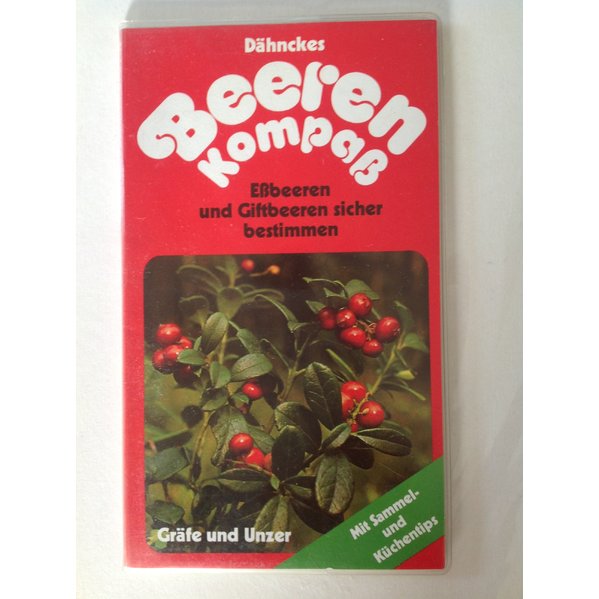 Dähnckes
Beeren
Kompaß
Eßbeeren
und Giftbeeren sicher
bestimmen
Mit Sammel-
und
Küchentips
Gräfe und Unzer